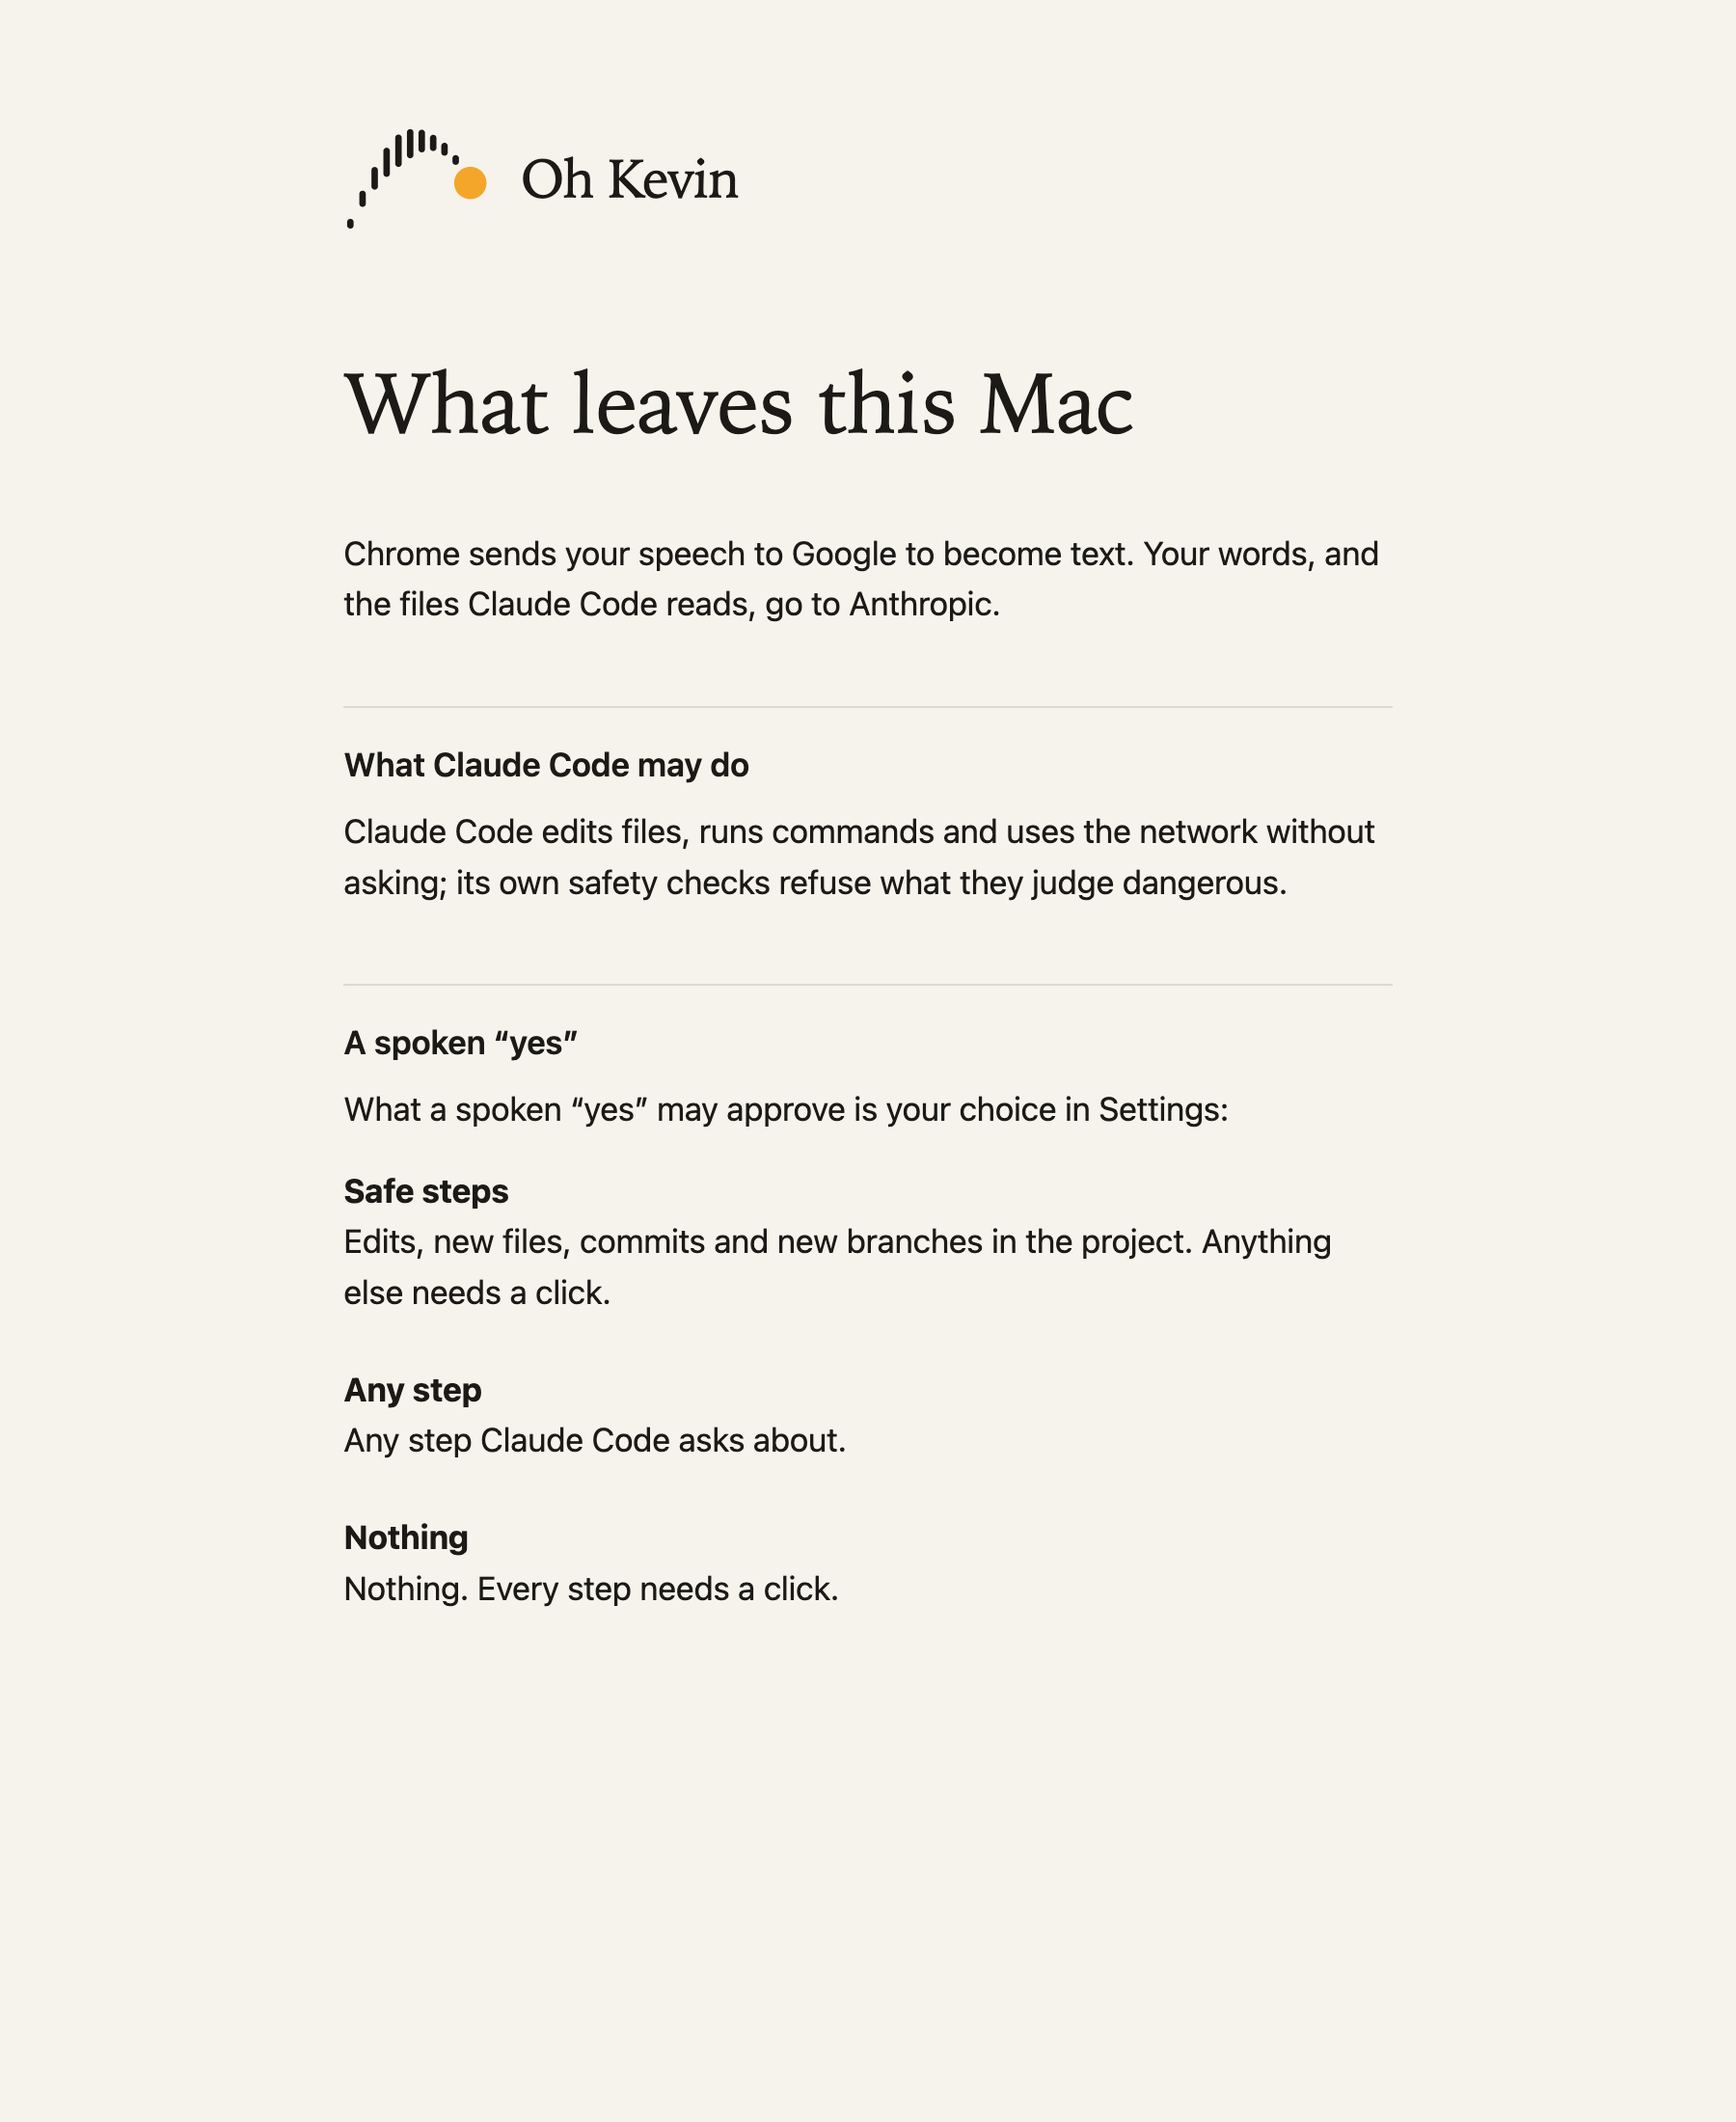 Oh Kevin
What leaves this Mac
Chrome sends your speech to Google to become text. Your words, and
the files Claude Code reads, go to Anthropic.
What Claude Code may do
Claude Code edits files, runs commands and uses the network without
asking; its own safety checks refuse what they judge dangerous.
A spoken “yes”
What a spoken “yes” may approve is your choice in Settings:
Safe steps
Edits, new files, commits and new branches in the project. Anything
else needs a click.
Any step
Any step Claude Code asks about.
Nothing
Nothing. Every step needs a click.